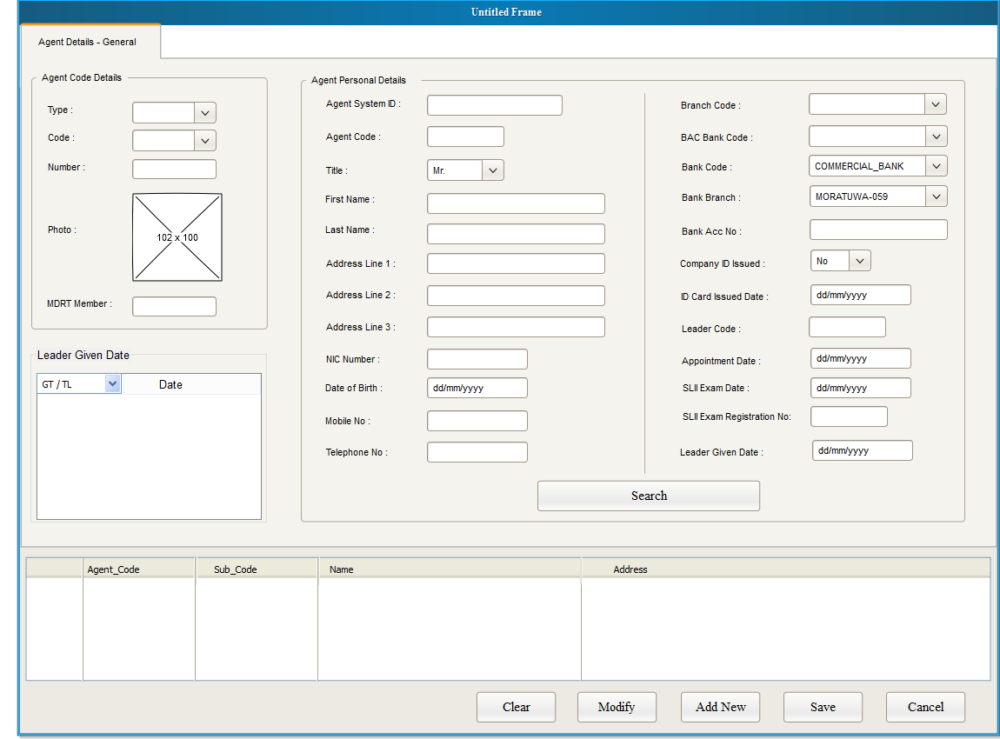 Untitled Frame
Agent Details - General
Agent Code Details
Type :
Code :
Number :
Photo :
102 x 100
MDRT Member :
Leader Given Date
GT / TL
Date
Agent Personal Details
Agent System ID :
Agent Code :
Title :
Mr.
First Name :
Last Name :
Address Line 1 :
Address Line 2 :
Address Line 3 :
NIC Number :
Date of Birth :
dd/mm/yyyy
Mobile No :
Telephone No :
Branch Code :
BAC Bank Code :
Bank Code :
COMMERCIAL_BANK
Bank Branch :
MORATUWA-059
Bank Acc No :
Company ID Issued :
No
ID Card Issued Date :
dd/mm/yyyy
Leader Code :
Appointment Date :
dd/mm/yyyy
SLII Exam Date :
dd/mm/yyyy
SLII Exam Registration No:
Leader Given Date :
dd/mm/yyyy
Search
Agent_Code
Sub_Code
Name
Address
Clear
Modify
Add New
Save
Cancel